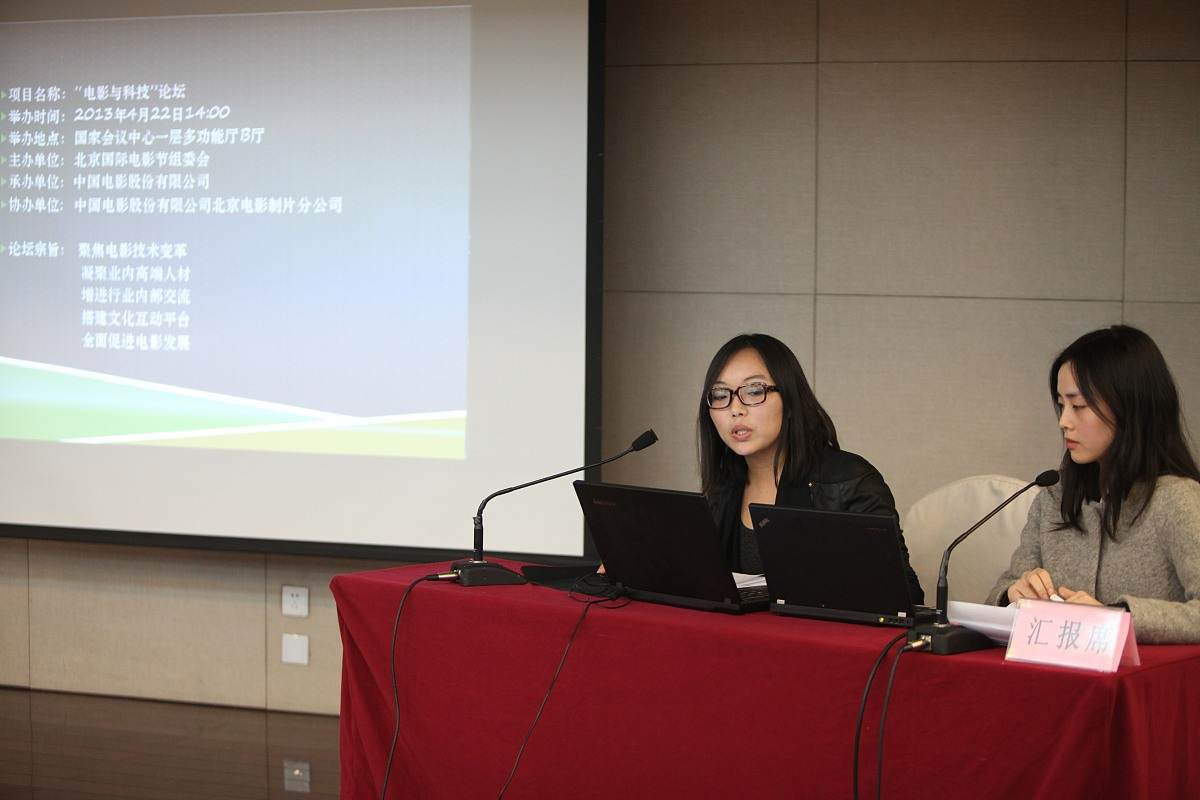 项目名称：“电影与科技”论坛
举办时间：2013年4月22日14:00
举办地点：国家会议中心一层多功能厅B厅
主办单位：北京国际电影节组委会
承办单位：中国电影股份有限公司
协办单位：中国电影股份有限公司北京电影制片分公司
论坛宗旨：聚焦电影技术变革
凝聚业内高端人材
增进行业内部交流
搭建文化互动平台
全面促进电影发展
汇报席